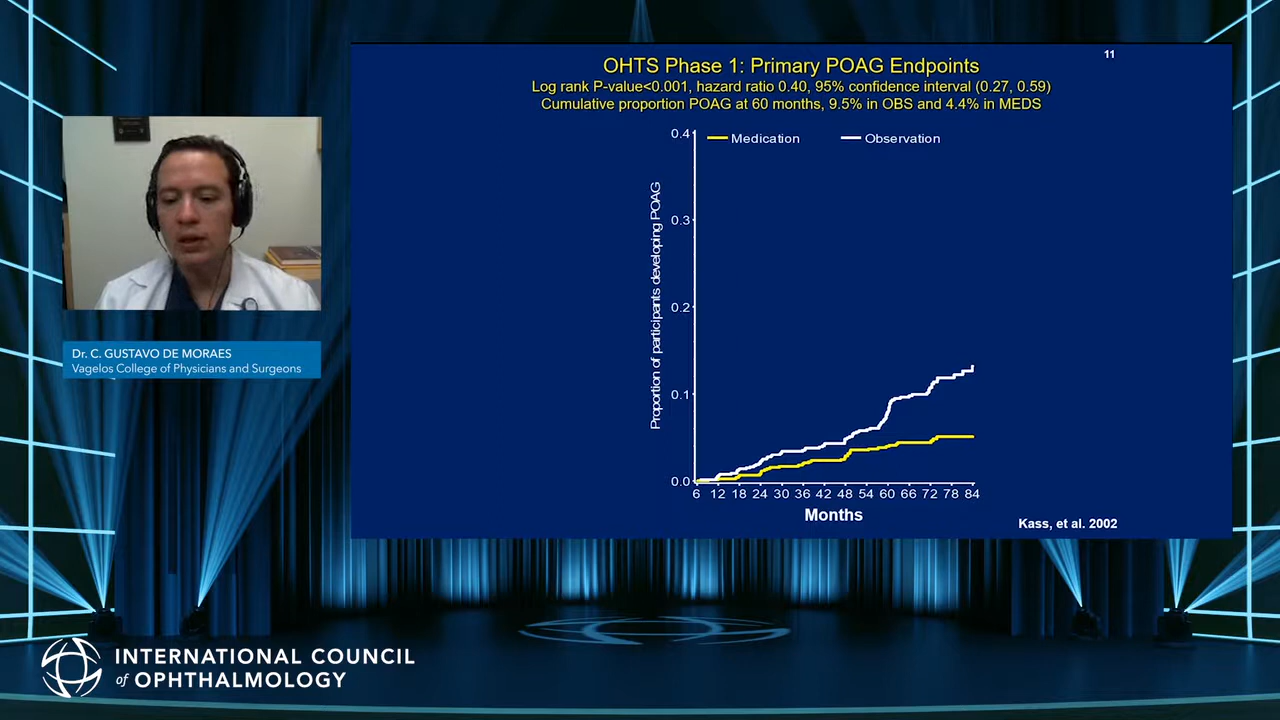 11
OHTS Phase 1: Primary POAG Endpoints
Log rank P-value<0.001, hazard ratio 0.40, 95% confidence interval (0.27, 0.59)
Cumulative proportion POAG at 60 months, 9.5% in OBS and 4.4% in MEDS
Medication
Observation
Proportion of participants developing POAG
0.4
0.3
0.2
0.1
0.0
6 12 18 24 30 36 42 48 54 60 66 72 78 84
Months
Kass, et al. 2002
Dr. C. GUSTAVO DE MORAES
Vagelos College of Physicians and Surgeons
INTERNATIONAL COUNCIL
of OPHTHALMOLOGY